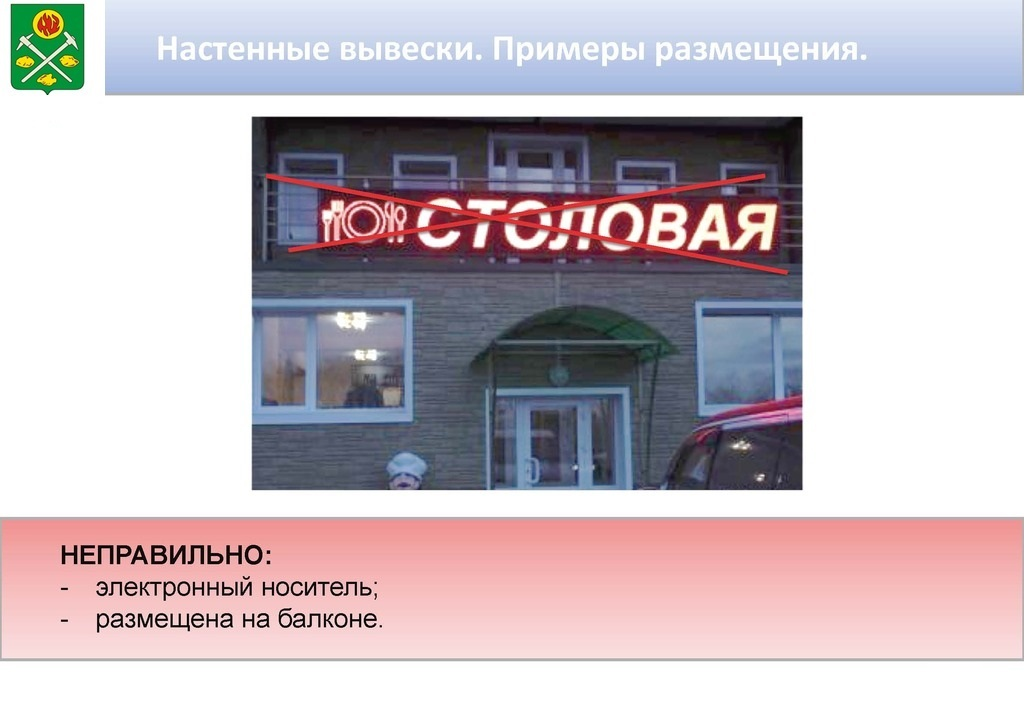 Настенные вывески. Примеры размещения.
СТОЛОВАЯ
НЕПРАВИЛЬНО:
- электронный носитель;
- размещена на балконе.